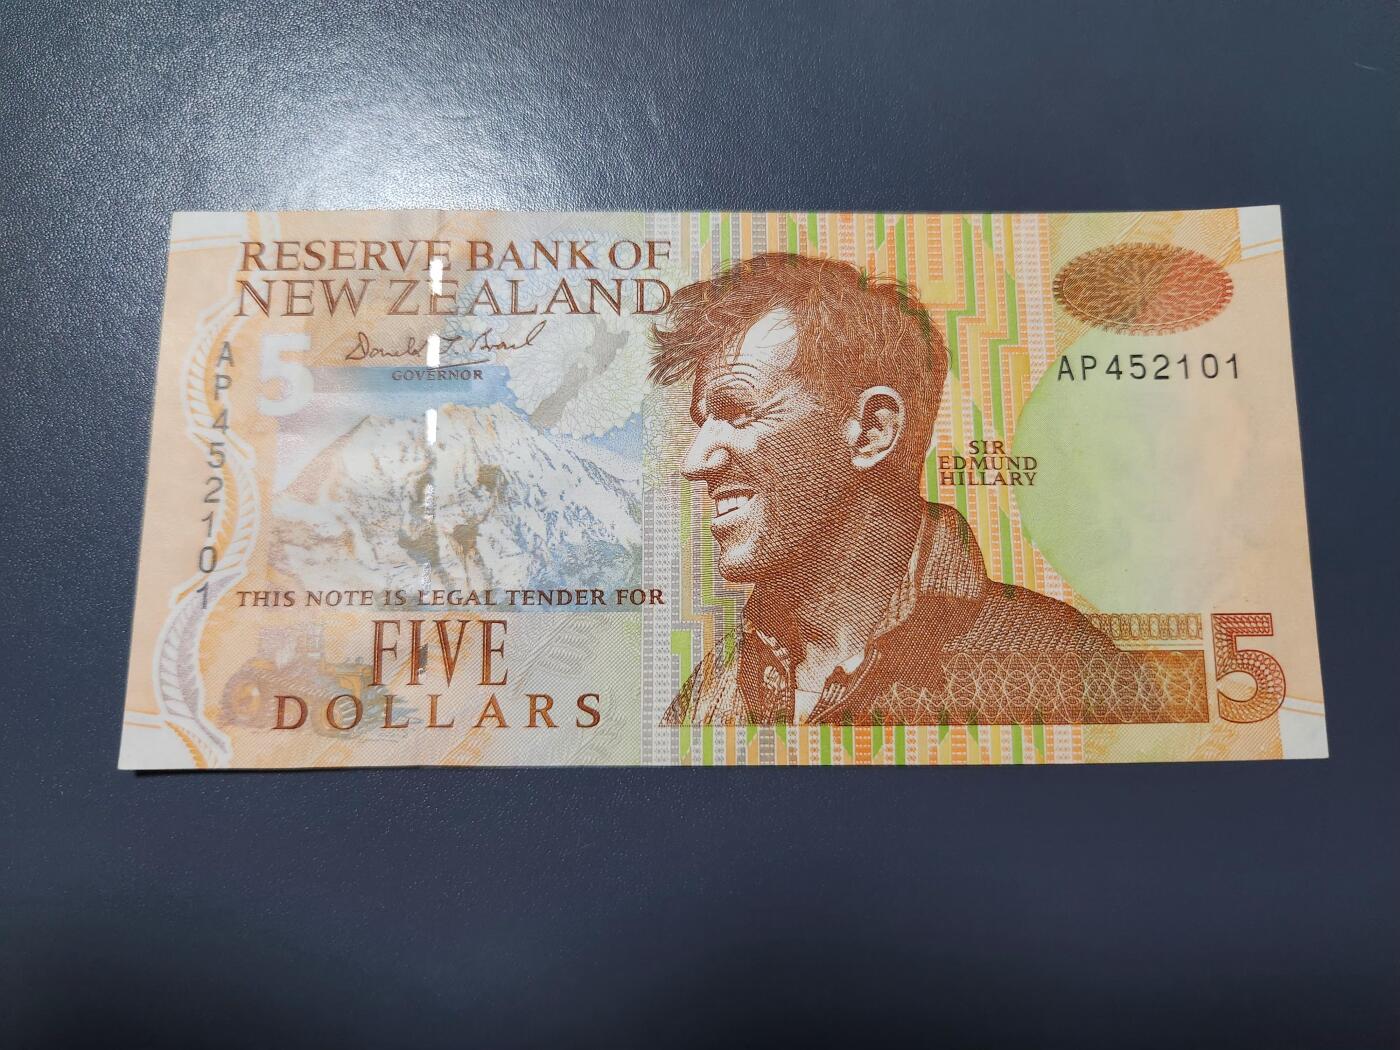 RESERVE BANK OF
NEW ZEALAND
5
GOVERNOR
AP452101
AP452101
SIR
EDMUND
HILLARY
THIS NOTE IS LEGAL TENDER FOR
FIVE
DOLLARS
5